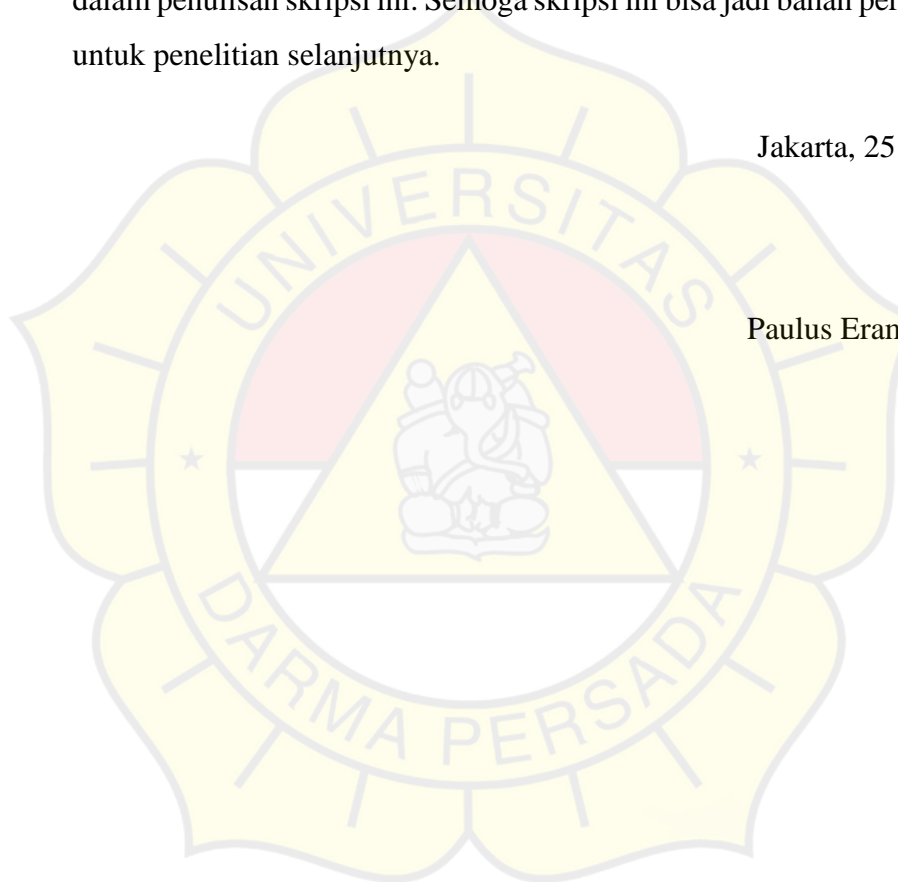 dalam penulisan skripsi ini. Semoga skripsi ini bisa jadi bahan
untuk penelitian selanjutnya.
Jakarta, 25
Paulus
UNIVERSITAS
DARMA PERSADA